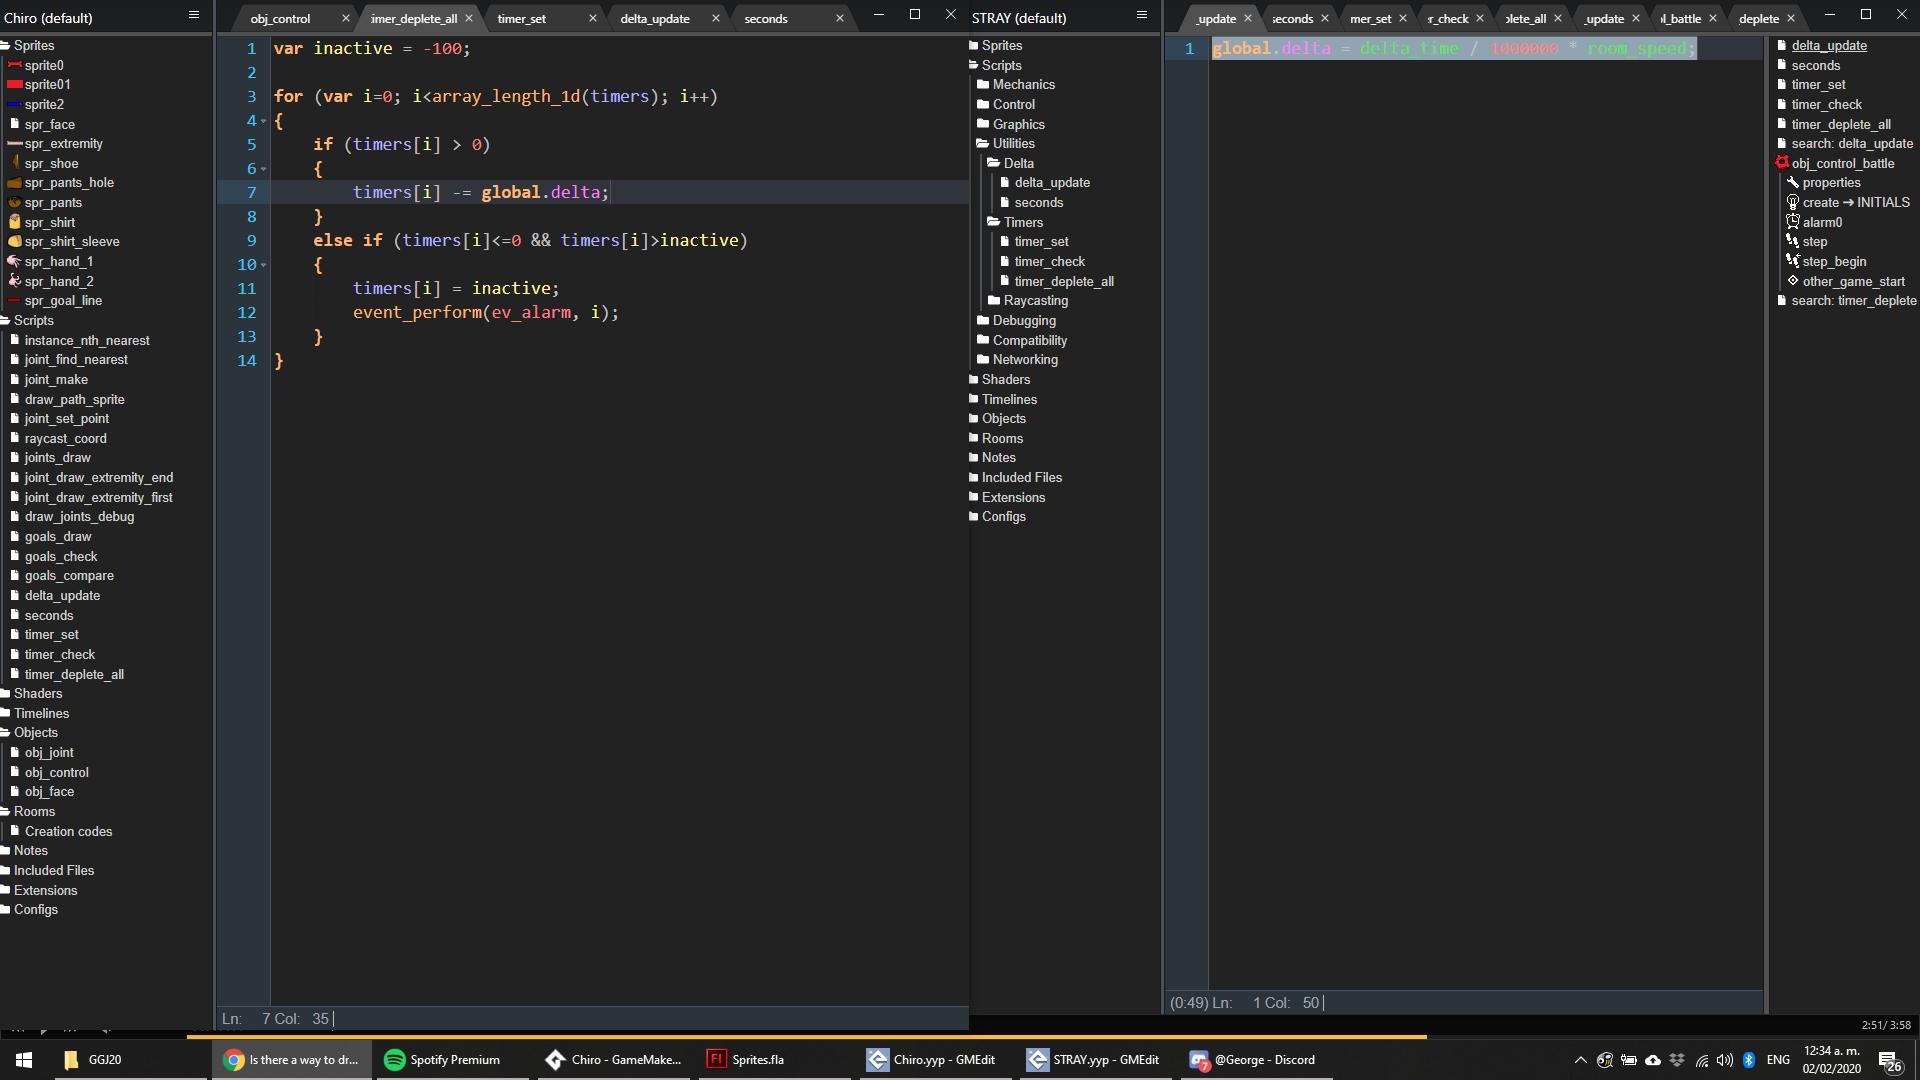 Chiro (default)
Sprites
sprite0
sprite01
sprite2
spr_face
spr_extremity
spr_shoe
spr_pants_hole
spr_pants
spr_shirt
spr_shirt_sleeve
spr_hand_1
spr_hand_2
spr_goal_line
Scripts
instance_nth_nearest
joint_find_nearest
joint_make
draw_path_sprite
joint_set_point
raycast_coord
joints_draw
joint_draw_extremity_end
joint_draw_extremity_first
draw_joints_debug
goals_draw
goals_check
goals_compare
delta_update
seconds
timer_set
timer_check
timer_deplete_all
Shaders
Timelines
Objects
obj_joint
obj_control
obj_face
Rooms
Creation codes
Notes
Included Files
Extensions
Configs
obj_control
imer_deplete_all
timer_set
delta_update
seconds
1 var inactive = -100;
2
3 for (var i=0; i<array_length_1d(timers); i++)
4 {
5 if (timers[i] > 0)
6 {
7 timers[i] -= global.delta;
8 }
9 else if (timers[i]<=0 && timers[i]>inactive)
10 {
11 timers[i] = inactive;
12 event_perform(ev_alarm, i);
13 }
14 }
Ln: 7 Col: 35
STRAY (default)
Sprites
Scripts
Mechanics
Control
Graphics
Utilities
Delta
delta_update
seconds
Timers
timer_set
timer_check
timer_deplete_all
Raycasting
Debugging
Compatibility
Networking
Shaders
Timelines
Objects
Rooms
Notes
Included Files
Extensions
Configs
_update
seconds
mer_set
r_check
plete_all
_update
l_battle
deplete
1 global.delta = delta_time / 1000000 * room_speed;
(0:49) Ln: 1 Col: 50
delta_update
seconds
timer_set
timer_check
timer_deplete_all
search: delta_update
obj_control_battle
properties
create → INITIALS
alarm0
step
step_begin
other_game_start
search: timer_deplete
2:51/ 3:58
GGJ20
Is there a way to dr...
Spotify Premium
Chiro - GameMake...
Fl
Sprites.fla
Chiro.yyp - GMEdit
STRAY.yyp - GMEdit
7
@George - Discord
ENG
12:34 a. m.
02/02/2020
26